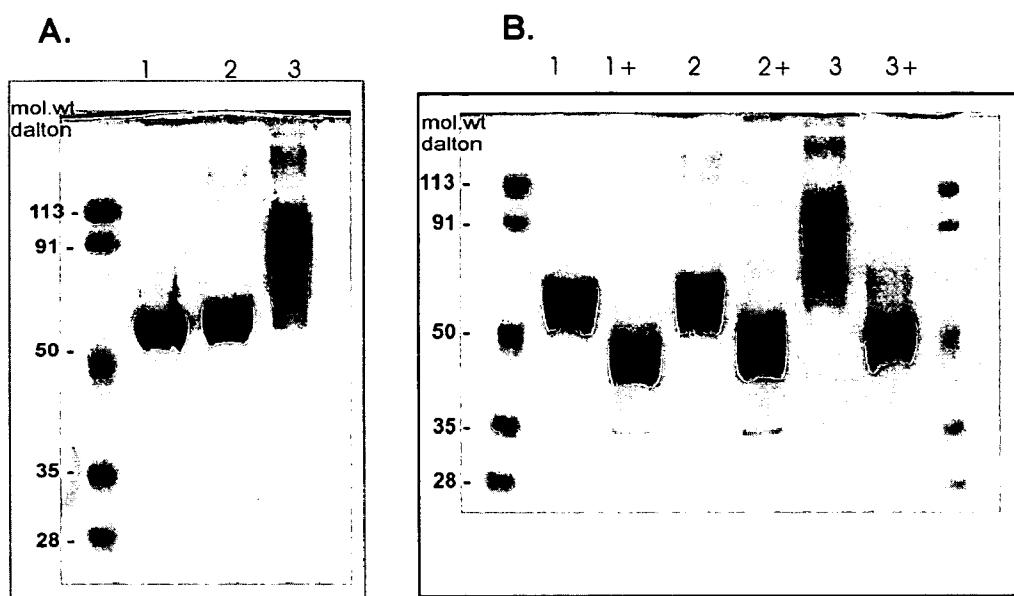 A.
1 2 3
mol.wt
dalton
113 -
91 -
50 -
35 -
28 -
B.
1 1+ 2 2+ 3 3+
mol.wt
dalton
113 -
91 -
50 -
35 -
28 -